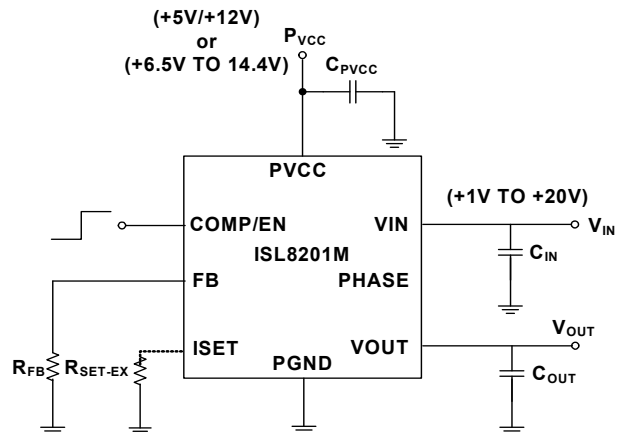 (+5V/+12V)
or
(+6.5V TO 14.4V)
PVCC
CPVCC
PVCC
(+1V TO +20V)
COMP/EN
VIN
VIN
ISL8201M
CIN
FB
PHASE
VOUT
ISET
VOUT
RFB
RSET-EX
PGND
COUT